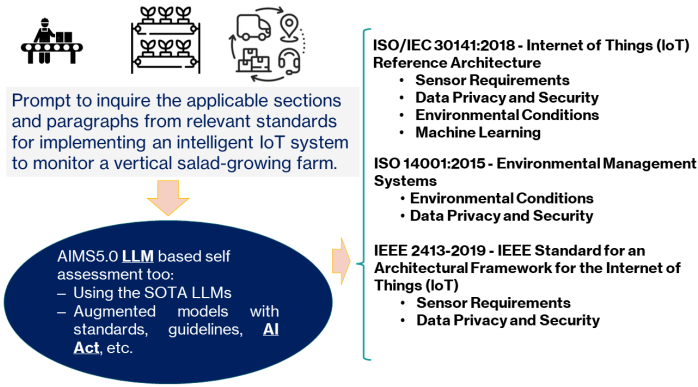 Prompt to inquire the applicable sections
and paragraphs from relevant standards
for implementing an intelligent IoT system
to monitor a vertical salad-growing farm.
AIMS5.0 LLM based self
assessment too:
– Using the SOTA LLMs
– Augmented models with
standards, guidelines, AI
Act, etc.
ISO/IEC 30141:2018 - Internet of Things (IoT)
Reference Architecture
• Sensor Requirements
• Data Privacy and Security
• Environmental Conditions
• Machine Learning
ISO 14001:2015 - Environmental Management
Systems
• Environmental Conditions
• Data Privacy and Security
IEEE 2413-2019 - IEEE Standard for an
Architectural Framework for the Internet of
Things (IoT)
• Sensor Requirements
• Data Privacy and Security